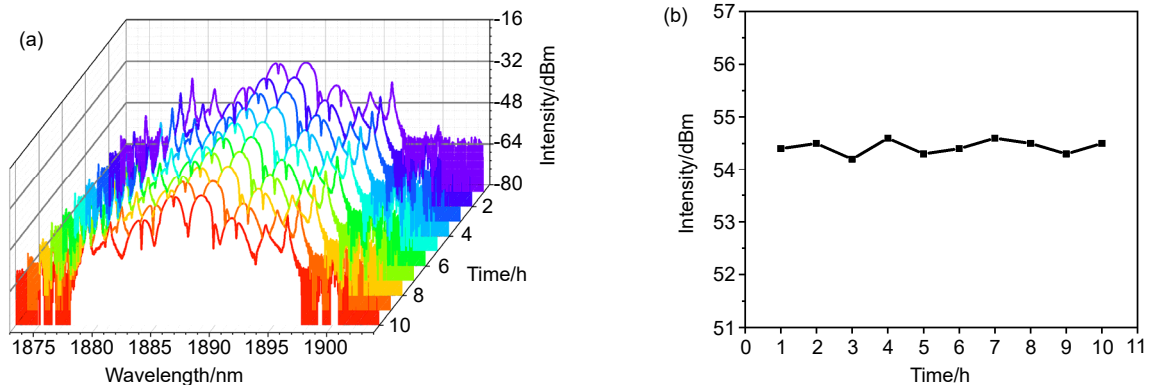 (a)
-16
-32
-48
-64
-80
Intensity/dBm
2
4
6
8
10
Time/h
1875 1880 1885 1890 1895 1900
Wavelength/nm
(b)
57
56
55
54
53
52
51
Intensity/dBm
0 1 2 3 4 5 6 7 8 9 10 11
Time/h